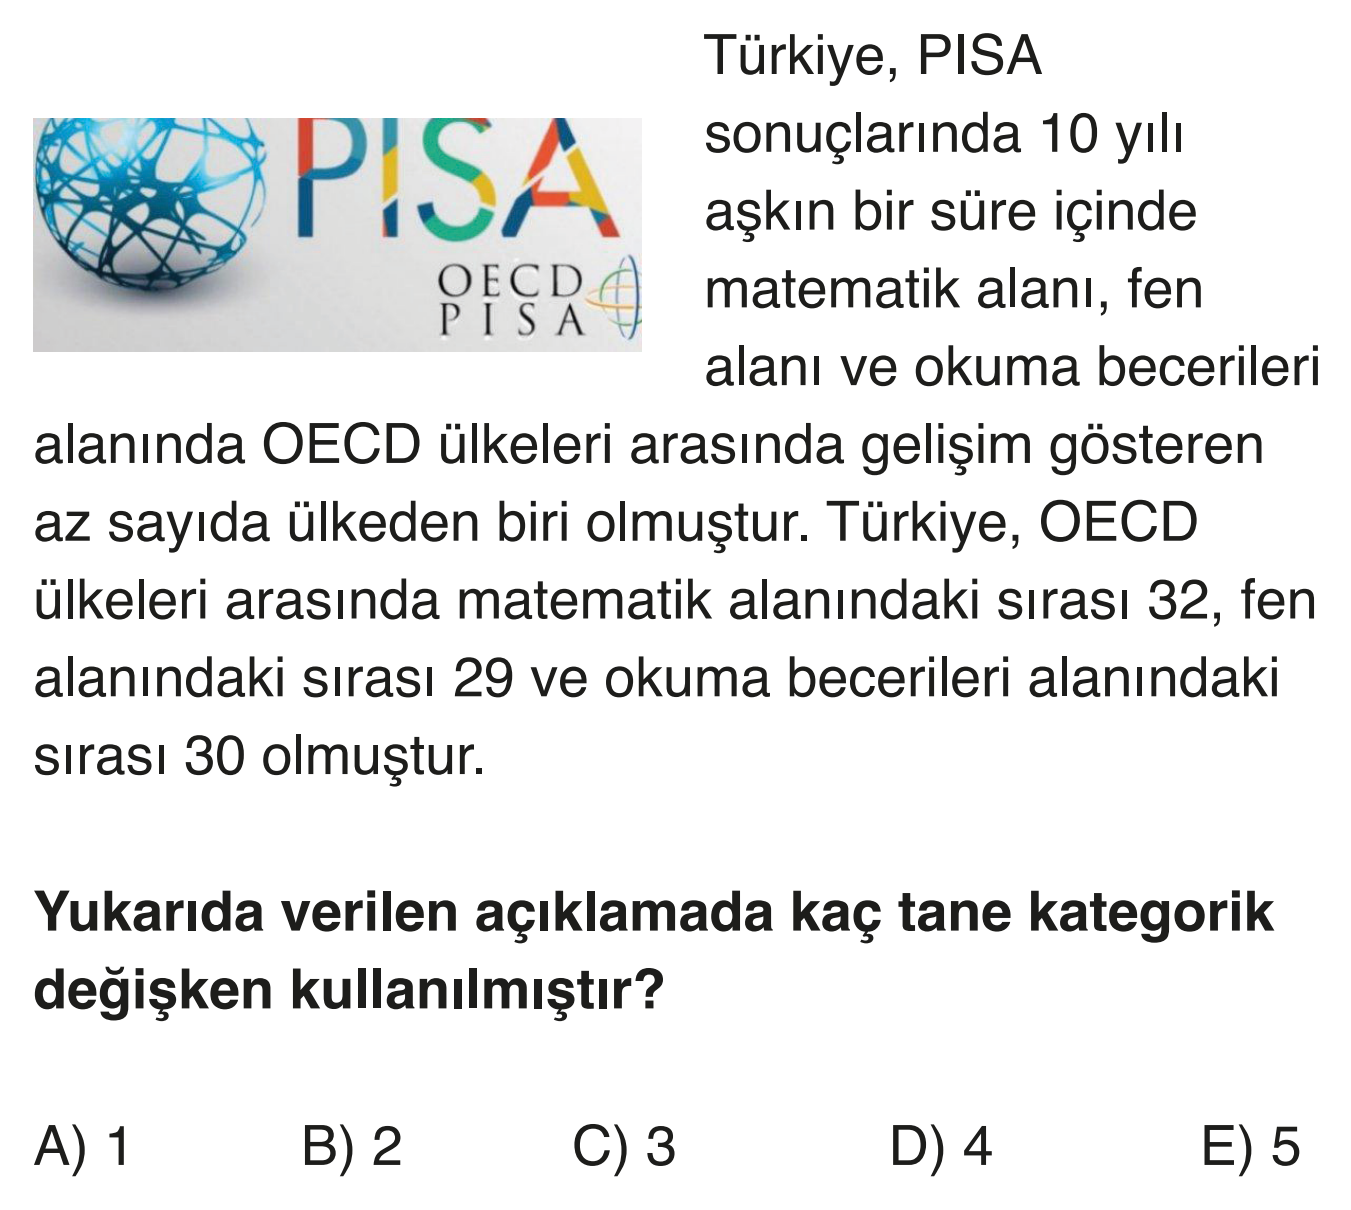 PISA
OECD
PISA
Türkiye, PISA
sonuçlarında 10 yılı
aşkın bir süre içinde
matematik alanı, fen
alanı ve okuma becerileri
alanında OECD ülkeleri arasında gelişim gösteren
az sayıda ülkeden biri olmuştur. Türkiye, OECD
ülkeleri arasında matematik alanındaki sırası 32, fen
alanındaki sırası 29 ve okuma becerileri alanındaki
sırası 30 olmuştur.
Yukarıda verilen açıklamada kaç tane kategorik
değişken kullanılmıştır?
A) 1 B) 2 C) 3 D) 4 E) 5